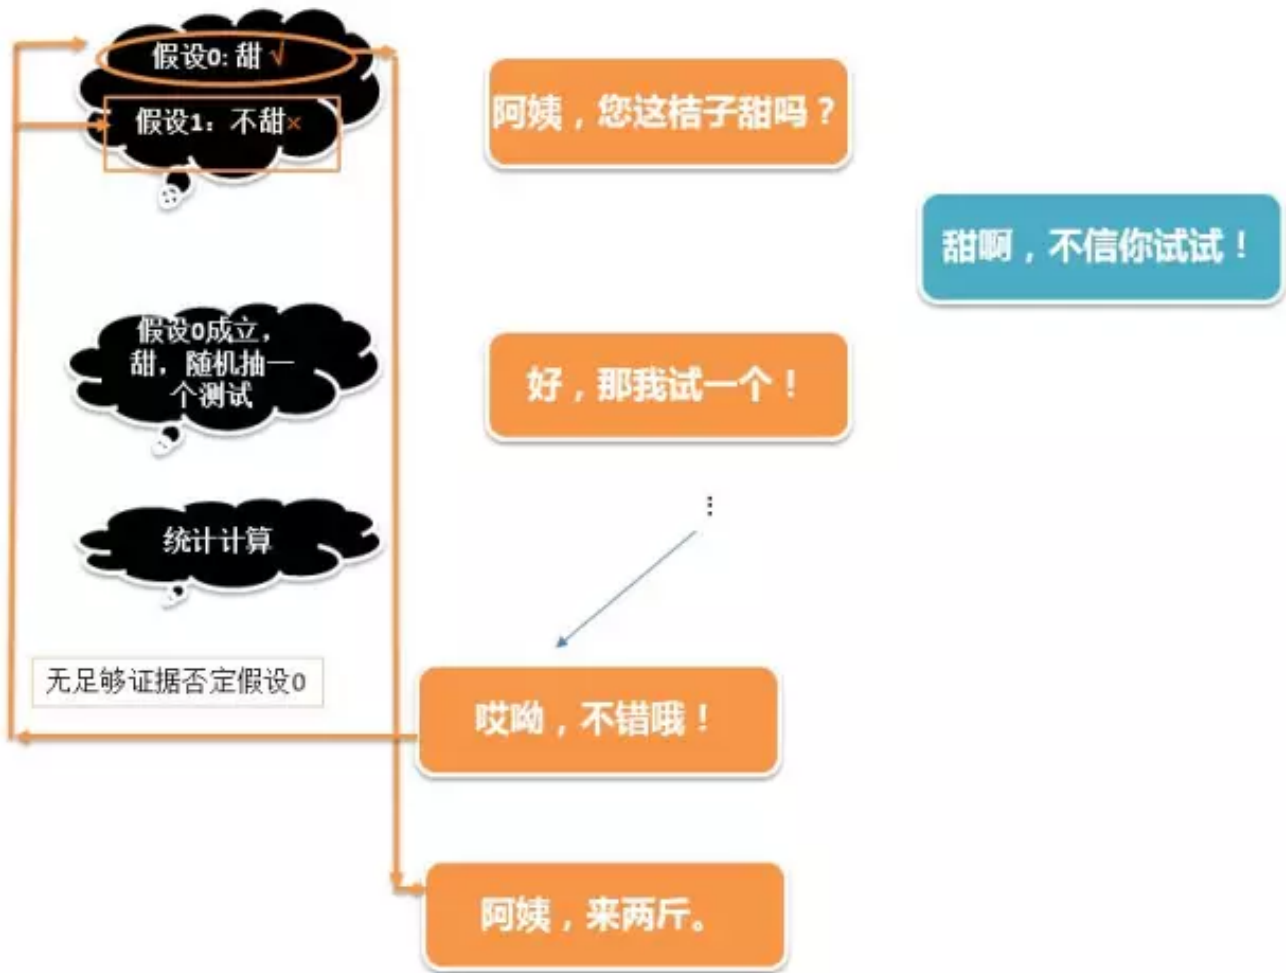 假设0: 甜 √
假设1：不甜×
阿姨，您这桔子甜吗？
甜啊，不信你试试！
假设0成立，
甜，随机抽一
个测试
好，那我试一个！
⋮
统计计算
无足够证据否定假设0
哎呦，不错哦！
阿姨，来两斤。